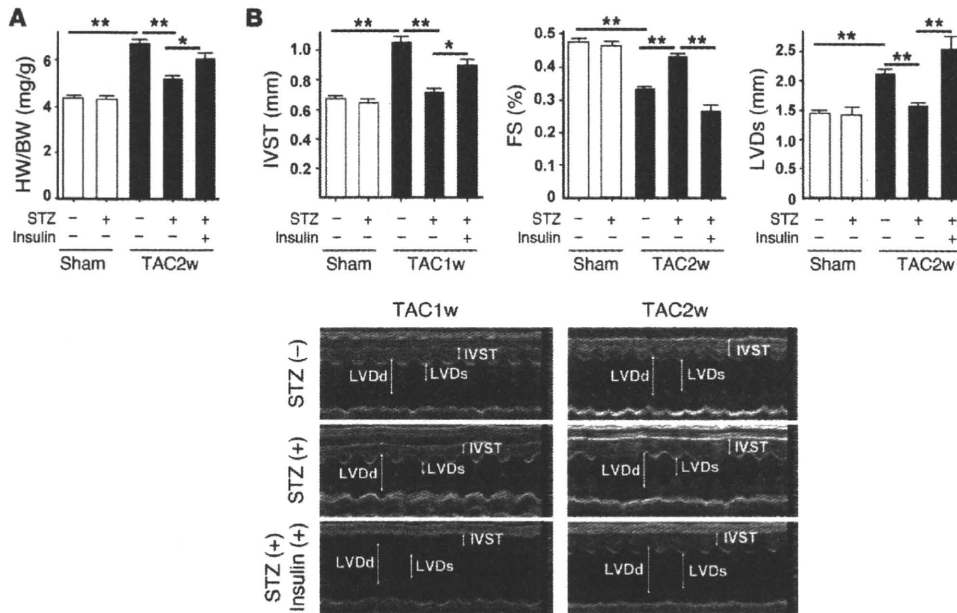 A
HW/BW (mg/g)
6
4
2
0
** **
*
STZ – + – + +
Insulin +
Sham TAC2w
B
IVST (mm)
1.0
0.8
0.6
0.4
0.2
0
** **
*
STZ – + – + +
Insulin +
Sham TAC1w
FS (%)
0.5
0.4
0.3
0.2
0.1
0
**
** **
STZ – + – + +
Insulin +
Sham TAC2w
LVDs (mm)
2.5
2.0
1.5
1.0
0.5
0
**
** **
STZ – + – + +
Insulin +
Sham TAC2w
TAC1w TAC2w
STZ (–)
IVST
LVDd LVDs
IVST
LVDd LVDs
STZ (+)
IVST
LVDd LVDs
IVST
LVDd LVDs
STZ (+)
Insulin (+)
IVST
LVDd LVDs
IVST
LVDd LVDs